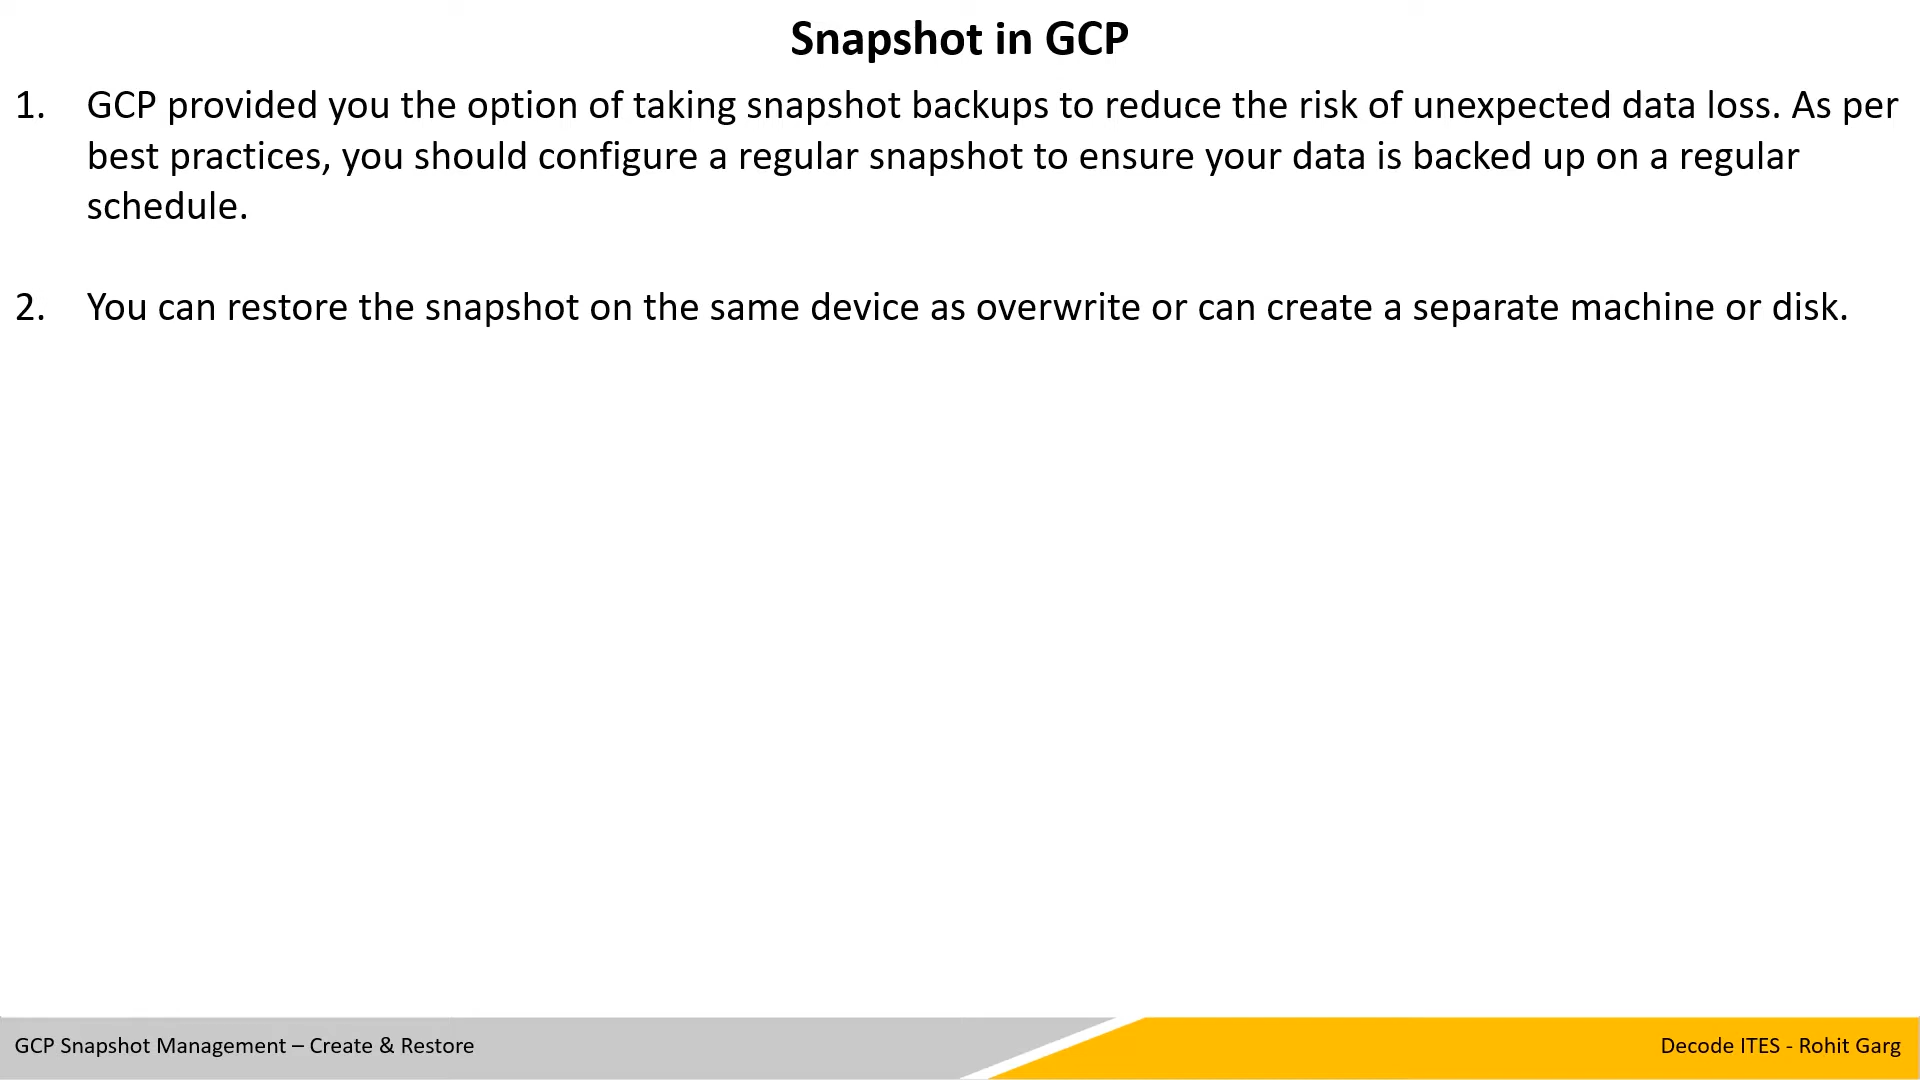 Snapshot in GCP
1. GCP provided you the option of taking snapshot backups to reduce the risk of unexpected data loss. As per
best practices, you should configure a regular snapshot to ensure your data is backed up on a regular
schedule.
2. You can restore the snapshot on the same device as overwrite or can create a separate machine or disk.
GCP Snapshot Management – Create & Restore
Decode ITES - Rohit Garg